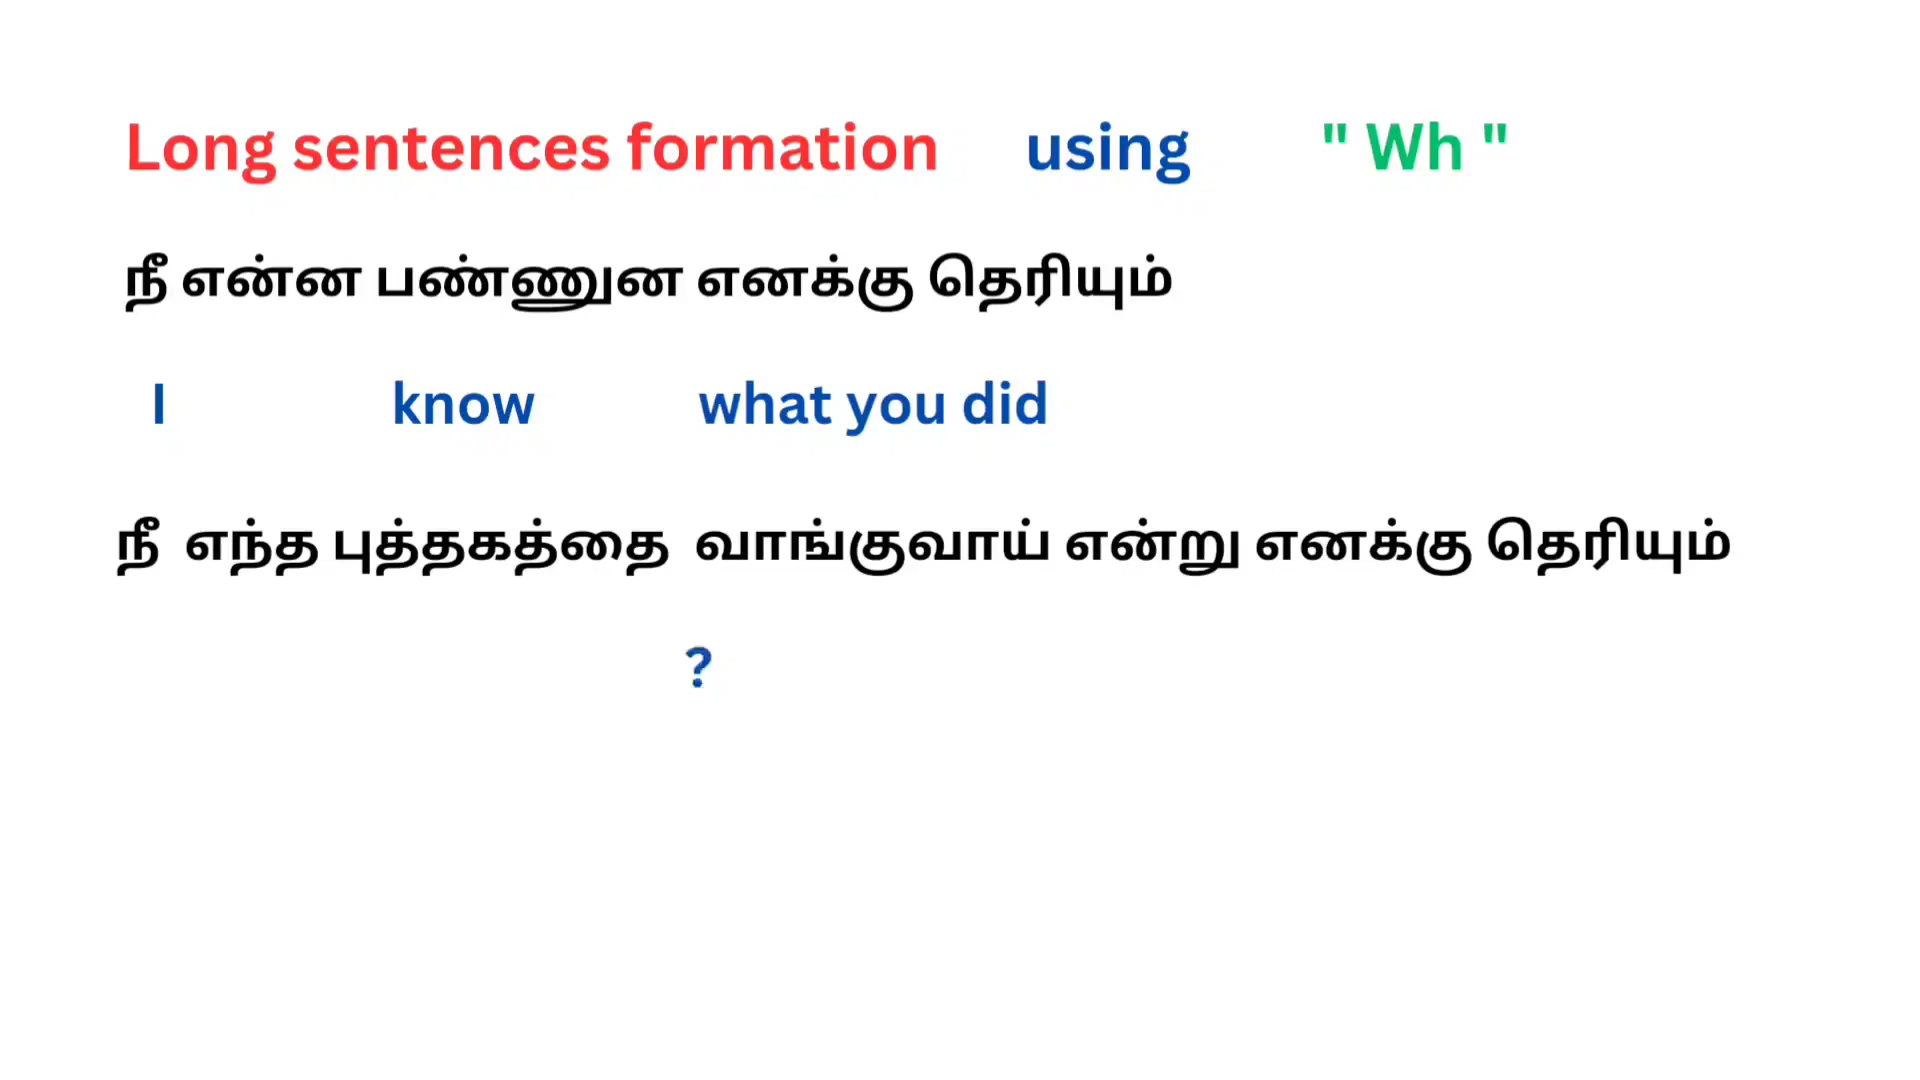 Long sentences formation using " Wh "
நீ என்ன பண்ணுன எனக்கு தெரியும்
I know what you did
நீ எந்த புத்தகத்தை வாங்குவாய் என்று எனக்கு தெரியும்
?